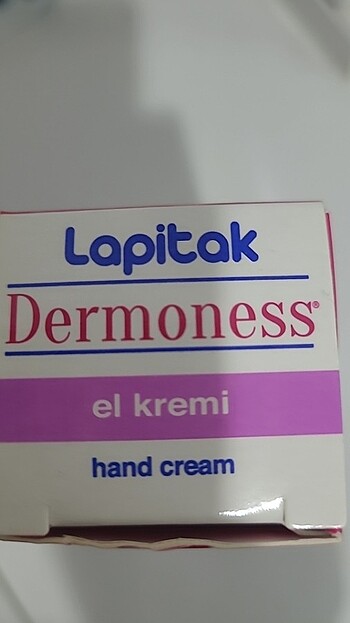 Lapitak
Dermoness®
el kremi
hand cream